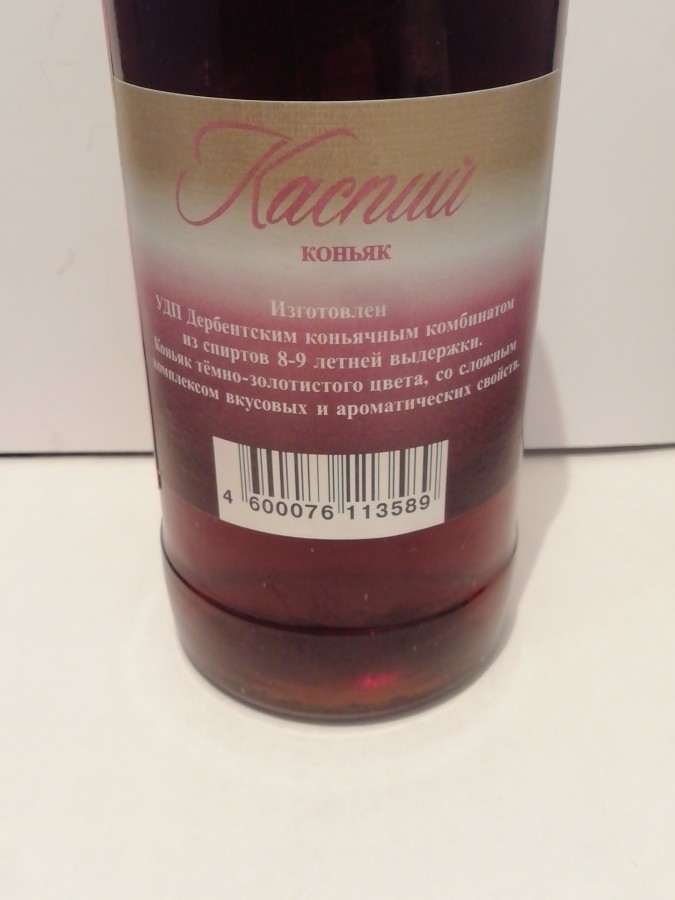 Каспий
коньяк
Изготовлен
УДП Дербентским коньячным комбинатом
из спиртов 8-9 летней выдержки.
Коньяк тёмно-золотистого цвета, со сложным
комплексом вкусовых и ароматических свойств.
4 600076 113589